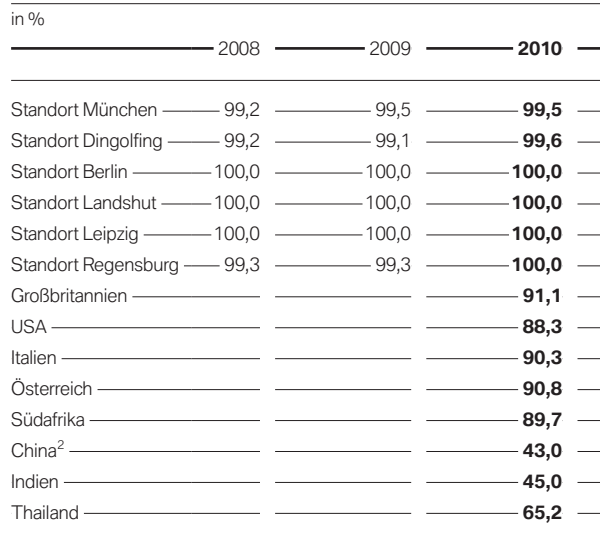 in %
2008 2009 2010
Standort München 99,2 99,5 99,5
Standort Dingolfing 99,2 99,1 99,6
Standort Berlin 100,0 100,0 100,0
Standort Landshut 100,0 100,0 100,0
Standort Leipzig 100,0 100,0 100,0
Standort Regensburg 99,3 99,3 100,0
Großbritannien 91,1
USA 88,3
Italien 90,3
Österreich 90,8
Südafrika 89,7
China² 43,0
Indien 45,0
Thailand 65,2